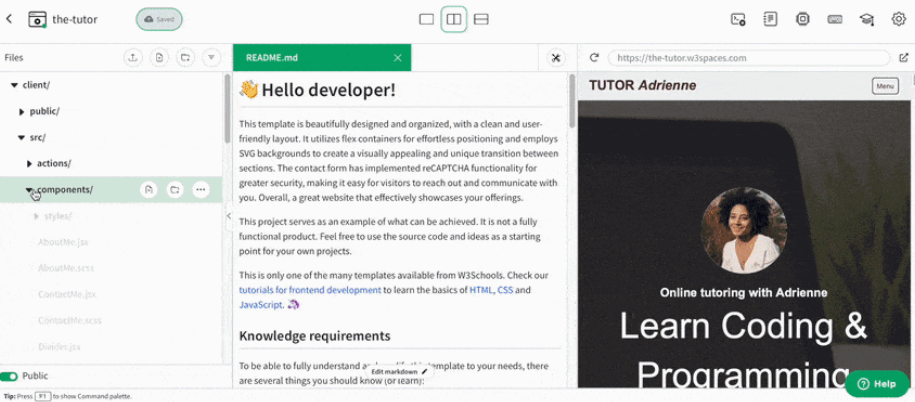 the-tutor
Saved
Files
client/
public/
src/
actions/
components/
styles/
AboutMe.jsx
AboutMe.scss
ContactMe.jsx
ContactMe.scss
Divider.jsx
Public
Tip: Press F1 to show Command palette.
README.md
👋 Hello developer!
This template is beautifully designed and organized, with a clean and user-
friendly layout. It utilizes flex containers for effortless positioning and employs
SVG backgrounds to create a visually appealing and unique transition between
sections. The contact form has implemented reCAPTCHA functionality for
greater security, making it easy for visitors to reach out and communicate with
you. Overall, a great website that effectively showcases your offerings.
This project serves as an example of what can be achieved. It is not a fully
functional product. Feel free to use the source code and ideas as a starting
point for your own projects.
This is only one of the many templates available from W3Schools. Check our
tutorials for frontend development to learn the basics of HTML, CSS and
JavaScript. 🦄
Knowledge requirements
To be able to fully understand template to your needs, there
are several things you should know (or learn):
Edit markdown
https://the-tutor.w3spaces.com
TUTOR Adrienne
Menu
Online tutoring with Adrienne
Learn Coding &
Programming
Help